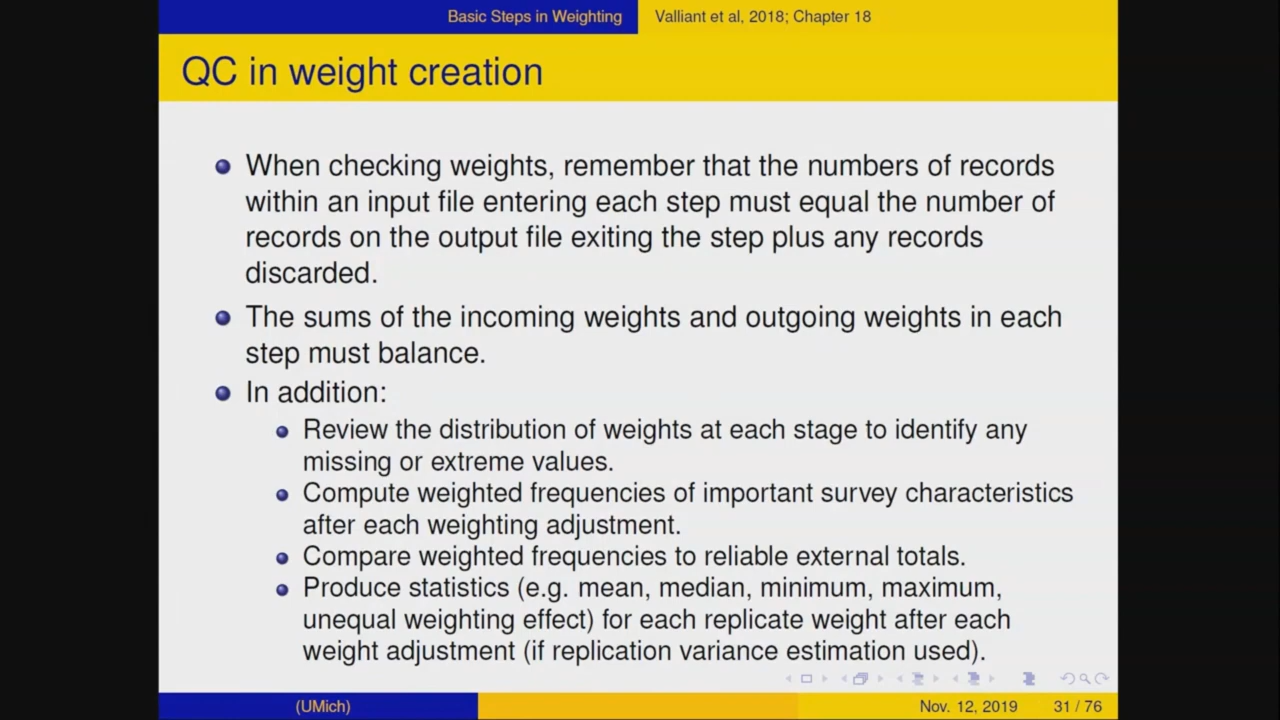 Basic Steps in Weighting
Valliant et al, 2018; Chapter 18
QC in weight creation
When checking weights, remember that the numbers of records
within an input file entering each step must equal the number of
records on the output file exiting the step plus any records
discarded.
The sums of the incoming weights and outgoing weights in each
step must balance.
In addition:
Review the distribution of weights at each stage to identify any
missing or extreme values.
Compute weighted frequencies of important survey characteristics
after each weighting adjustment.
Compare weighted frequencies to reliable external totals.
Produce statistics (e.g. mean, median, minimum, maximum,
unequal weighting effect) for each replicate weight after each
weight adjustment (if replication variance estimation used).
(UMich)
Nov. 12, 2019
31 / 76